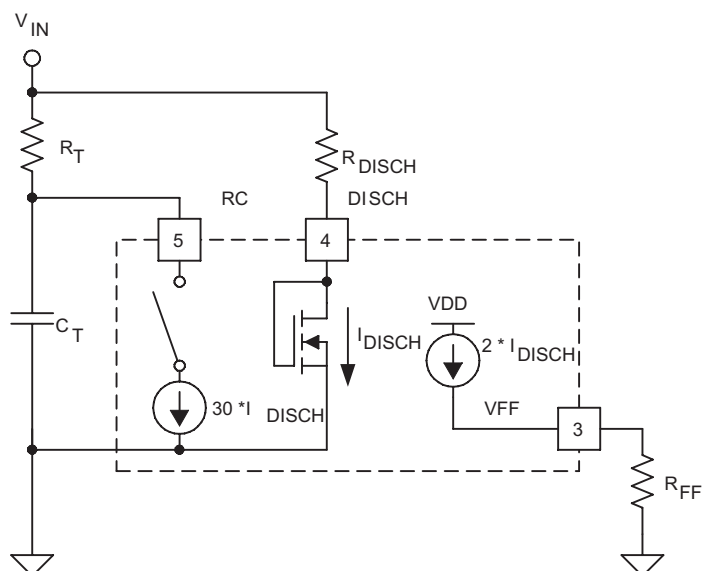 V IN
R T
R DISCH
RC
DISCH
5
4
C T
I DISCH
VDD
2 * I DISCH
30 *I DISCH
VFF
3
R FF